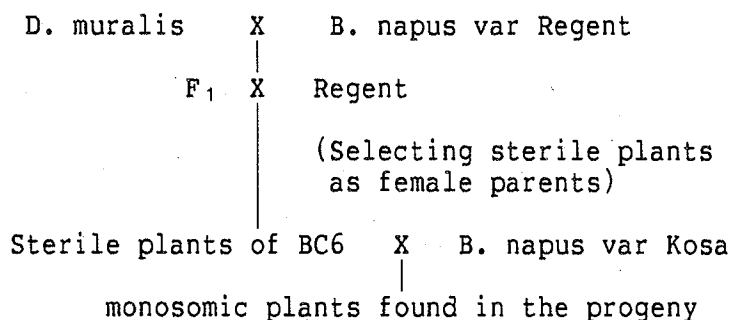 D. muralis X B. napus var Regent
F1 X Regent
(Selecting sterile plants
as female parents)
Sterile plants of BC6 X B. napus var Kosa
monosomic plants found in the progeny